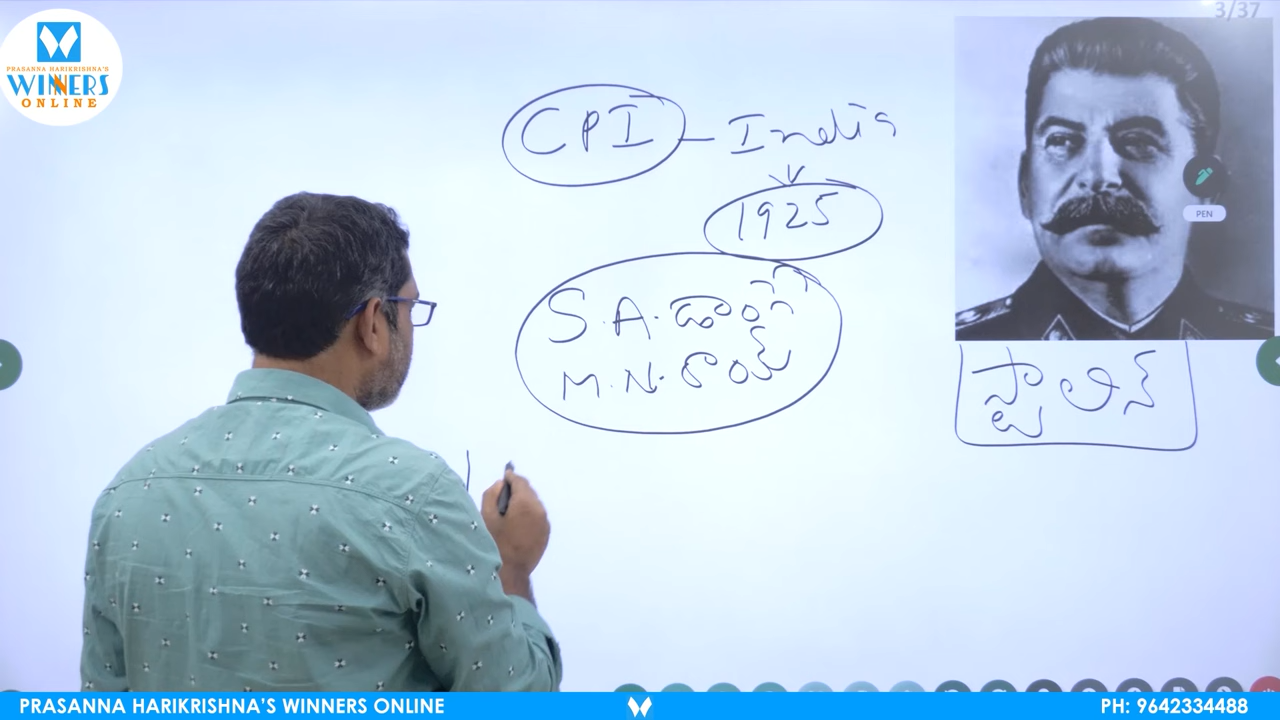 3/37
PRASANNA HARIKRISHNA'S
WINNERS
ONLINE
CPI - India
1925
S.A. డాంగే
M.N. రాయ్
PEN
స్టాలిన్
PRASANNA HARIKRISHNA'S WINNERS ONLINE
PH: 9642334488